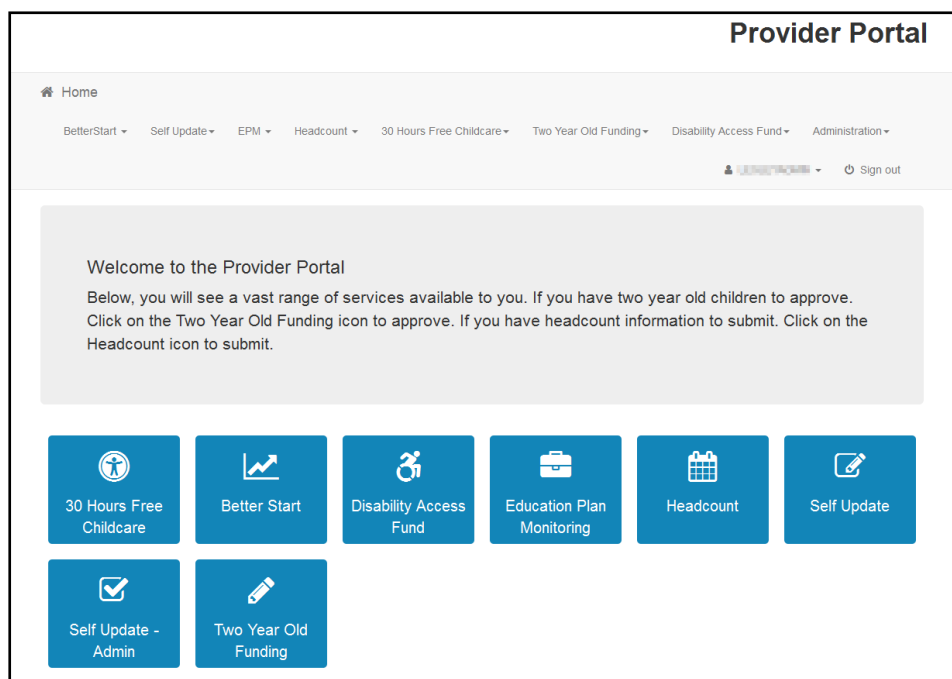 Provider Portal
Home
BetterStart Self Update EPM Headcount 30 Hours Free Childcare Two Year Old Funding Disability Access Fund Administration
Sign out
Welcome to the Provider Portal
Below, you will see a vast range of services available to you. If you have two year old children to approve.
Click on the Two Year Old Funding icon to approve. If you have headcount information to submit. Click on the
Headcount icon to submit.
30 Hours Free
Childcare
Better Start
Disability Access
Fund
Education Plan
Monitoring
Headcount
Self Update
Self Update -
Admin
Two Year Old
Funding